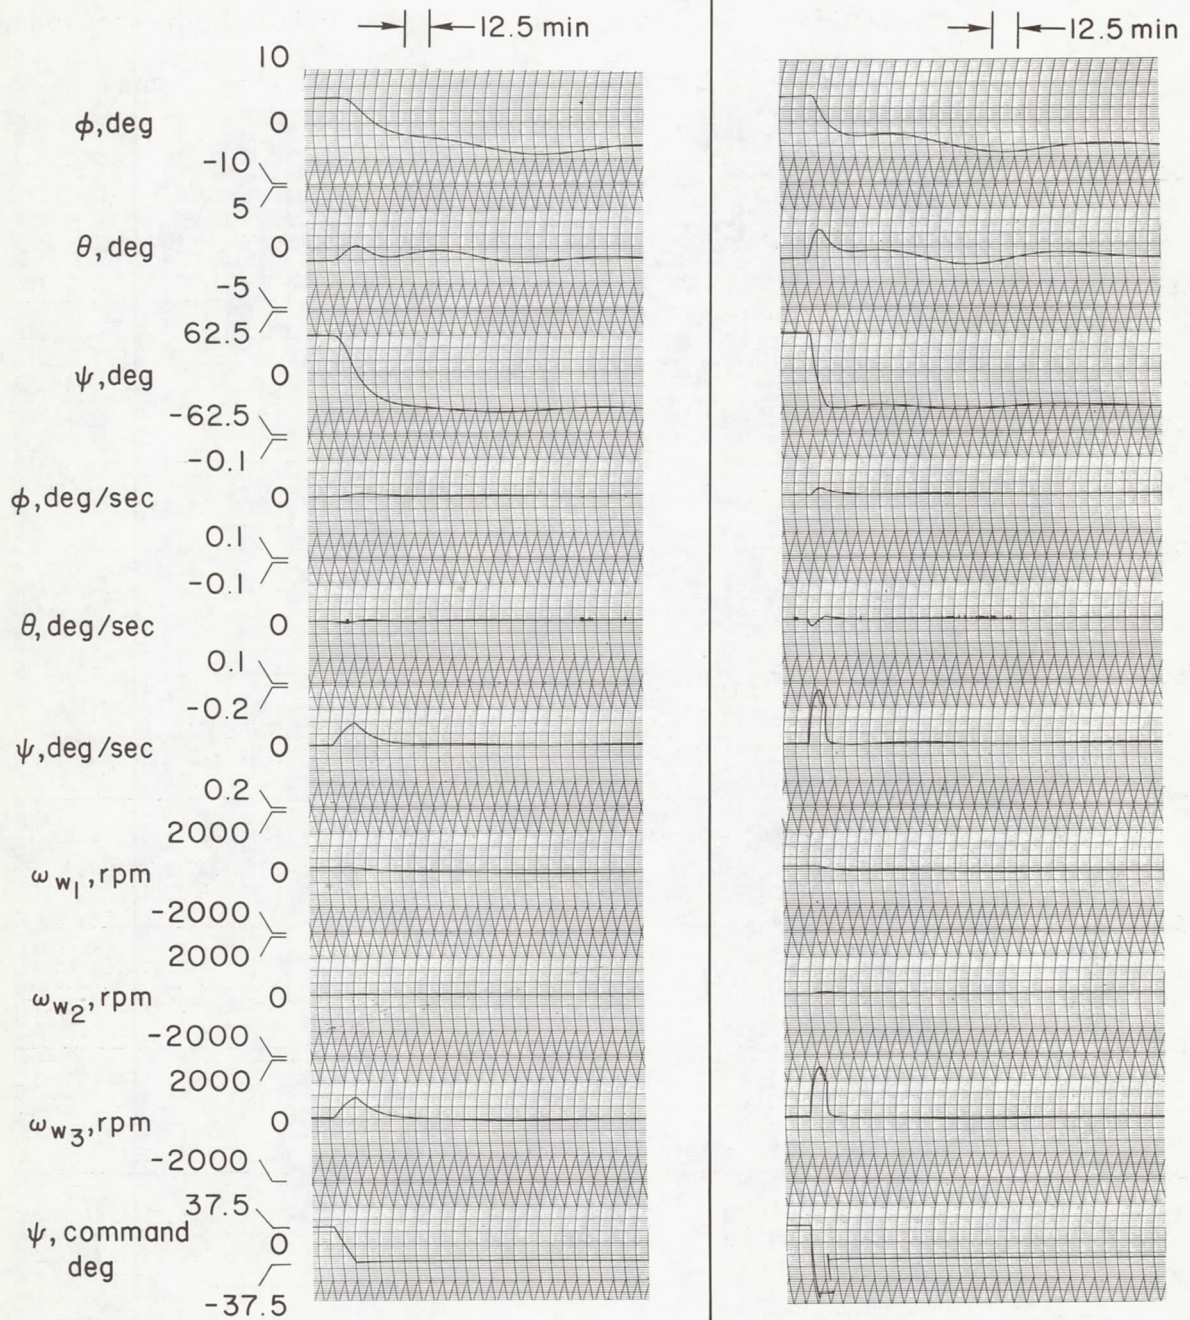 12.5 min
12.5 min
10
ϕ, deg
0
-10
5
θ, deg
0
-5
62.5
ψ, deg
0
-62.5
-0.1
ϕ, deg/sec
0
0.1
-0.1
θ, deg/sec
0
0.1
-0.2
ψ, deg/sec
0
0.2
2000
ωw1, rpm
0
-2000
2000
ωw2, rpm
0
-2000
2000
ωw3, rpm
0
-2000
37.5
ψ, command
0
deg
-37.5